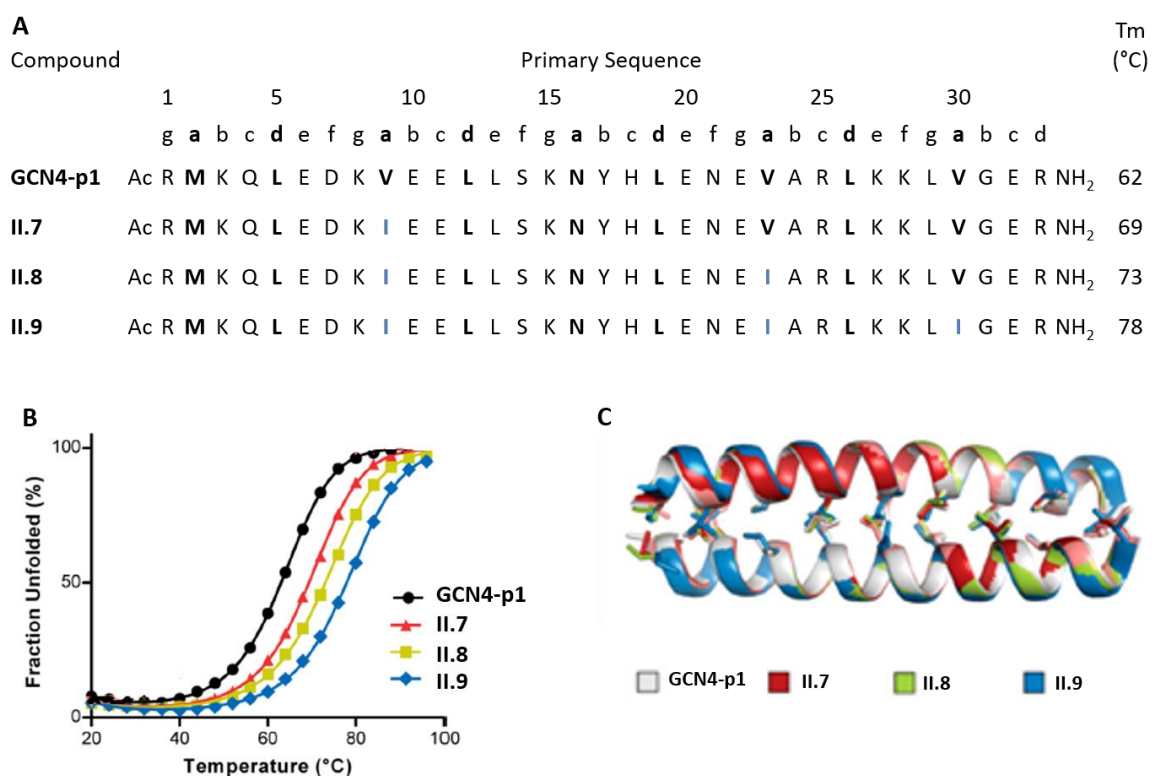 A
Tm
Compound Primary Sequence (°C)
1 5 10 15 20 25 30
g a b c d e f g a b c d e f g a b c d e f g a b c d e f g a b c d
GCN4-p1 Ac R M K Q L E D K V E E L L S K N Y H L E N E V A R L K K L V G E R NH2 62
II.7 Ac R M K Q L E D K I E E L L S K N Y H L E N E V A R L K K L V G E R NH2 69
II.8 Ac R M K Q L E D K I E E L L S K N Y H L E N E I A R L K K L V G E R NH2 73
II.9 Ac R M K Q L E D K I E E L L S K N Y H L E N E I A R L K K L I G E R NH2 78
B
100
50
0
Fraction Unfolded (%)
20 40 60 80 100
Temperature (°C)
GCN4-p1
II.7
II.8
II.9
C
GCN4-p1 II.7 II.8 II.9